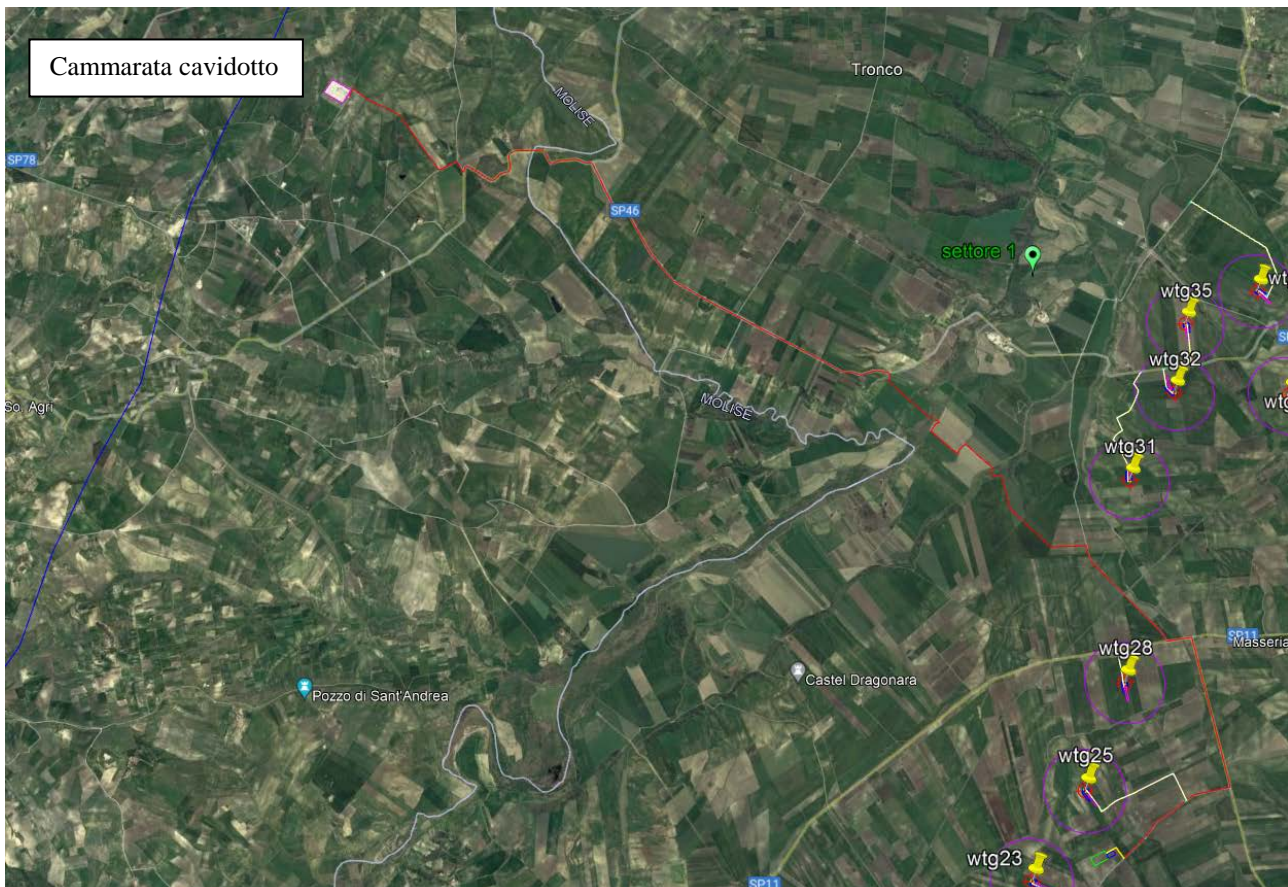 Cammarata cavidotto
Tronco
MOLISE
SP78
SP46
settore 1
wtg35
wtg32
So. Agri
MOLISE
wtg31
SP11
Masseria
wtg28
Castel Dragonara
Pozzo di Sant'Andrea
wtg25
wtg23
SP11